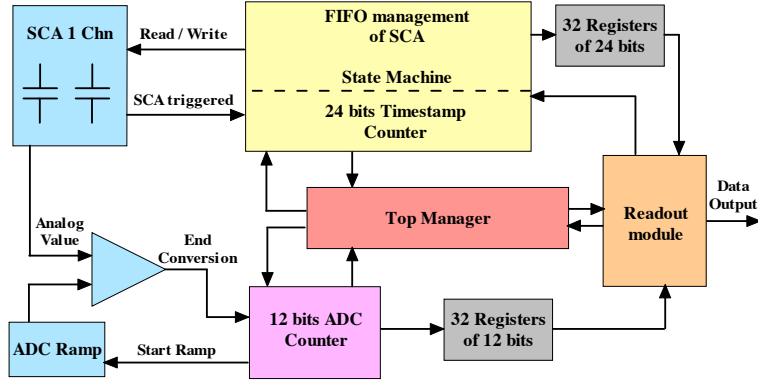 SCA 1 Chn
Read / Write
SCA triggered
FIFO management
of SCA
State Machine
24 bits Timestamp
Counter
32 Registers
of 24 bits
Top Manager
Readout
module
Data
Output
Analog
Value
End
Conversion
ADC Ramp
Start Ramp
12 bits ADC
Counter
32 Registers
of 12 bits